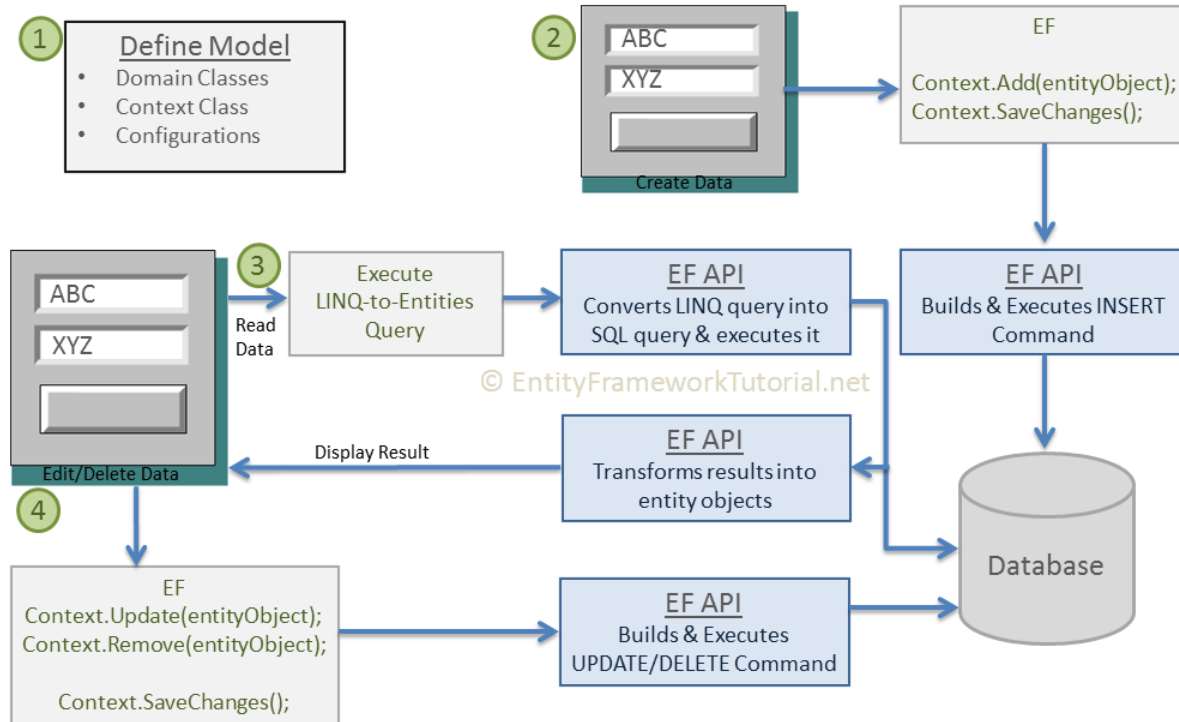 1
Define Model
• Domain Classes
• Context Class
• Configurations
2
ABC
XYZ
Create Data
EF
Context.Add(entityObject);
Context.SaveChanges();
EF API
Builds & Executes INSERT
Command
ABC
XYZ
Edit/Delete Data
3
Read
Data
Execute
LINQ-to-Entities
Query
EF API
Converts LINQ query into
SQL query & executes it
© EntityFrameworkTutorial.net
EF API
Transforms results into
entity objects
Display Result
Database
4
EF
Context.Update(entityObject);
Context.Remove(entityObject);
Context.SaveChanges();
EF API
Builds & Executes
UPDATE/DELETE Command